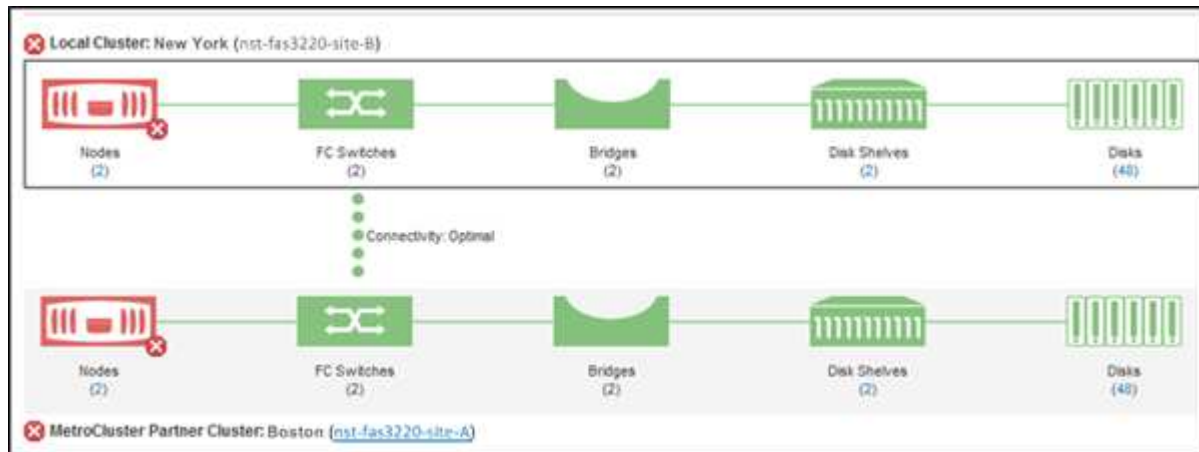 Local Cluster: New York (nst-fas3220-site-B)
Nodes FC Switches Bridges Disk Shelves Disks
(2) (2) (2) (2) (48)
Connectivity: Optimal
Nodes FC Switches Bridges Disk Shelves Disks
(2) (2) (2) (2) (48)
MetroCluster Partner Cluster: Boston (nst-fas3220-site-A)